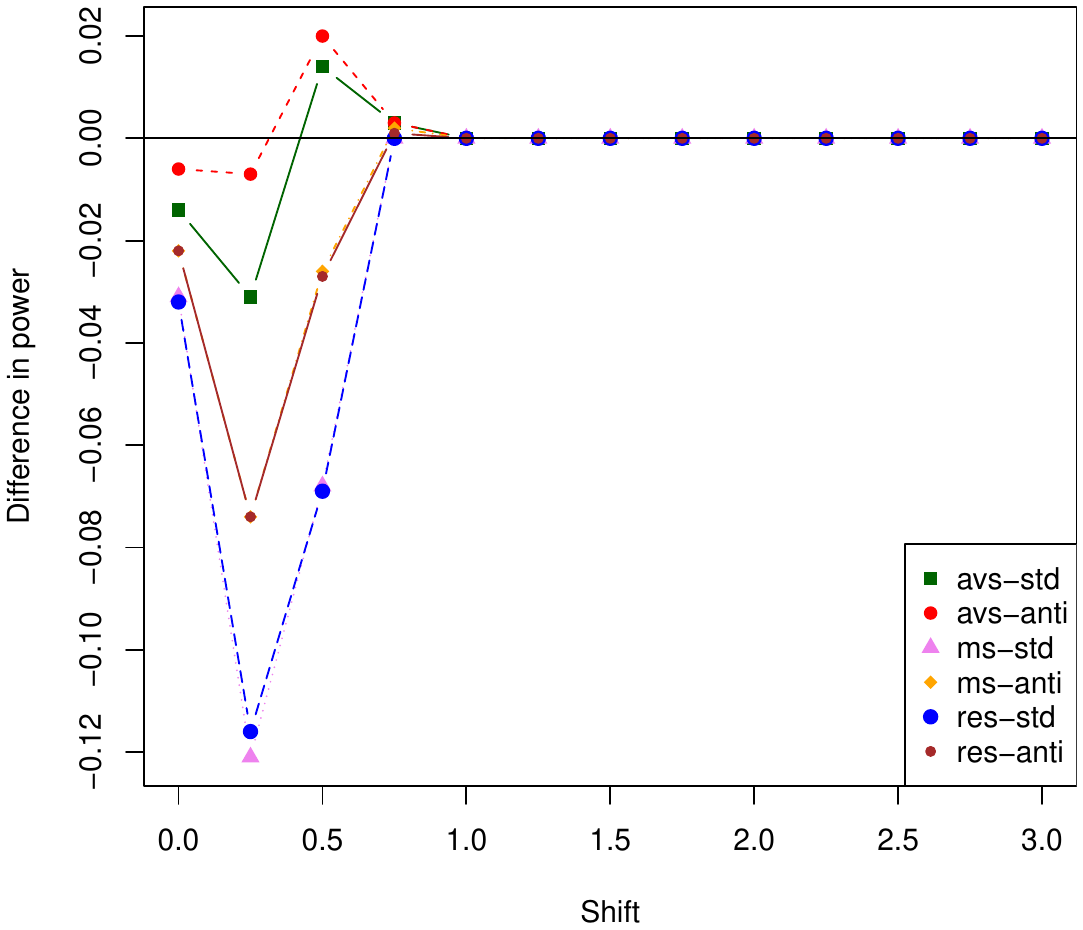 0.02
0.00
−0.02
−0.04
−0.06
−0.08
−0.10
−0.12
Difference in power
avs−std
avs−anti
ms−std
ms−anti
res−std
res−anti
0.0 0.5 1.0 1.5 2.0 2.5 3.0
Shift